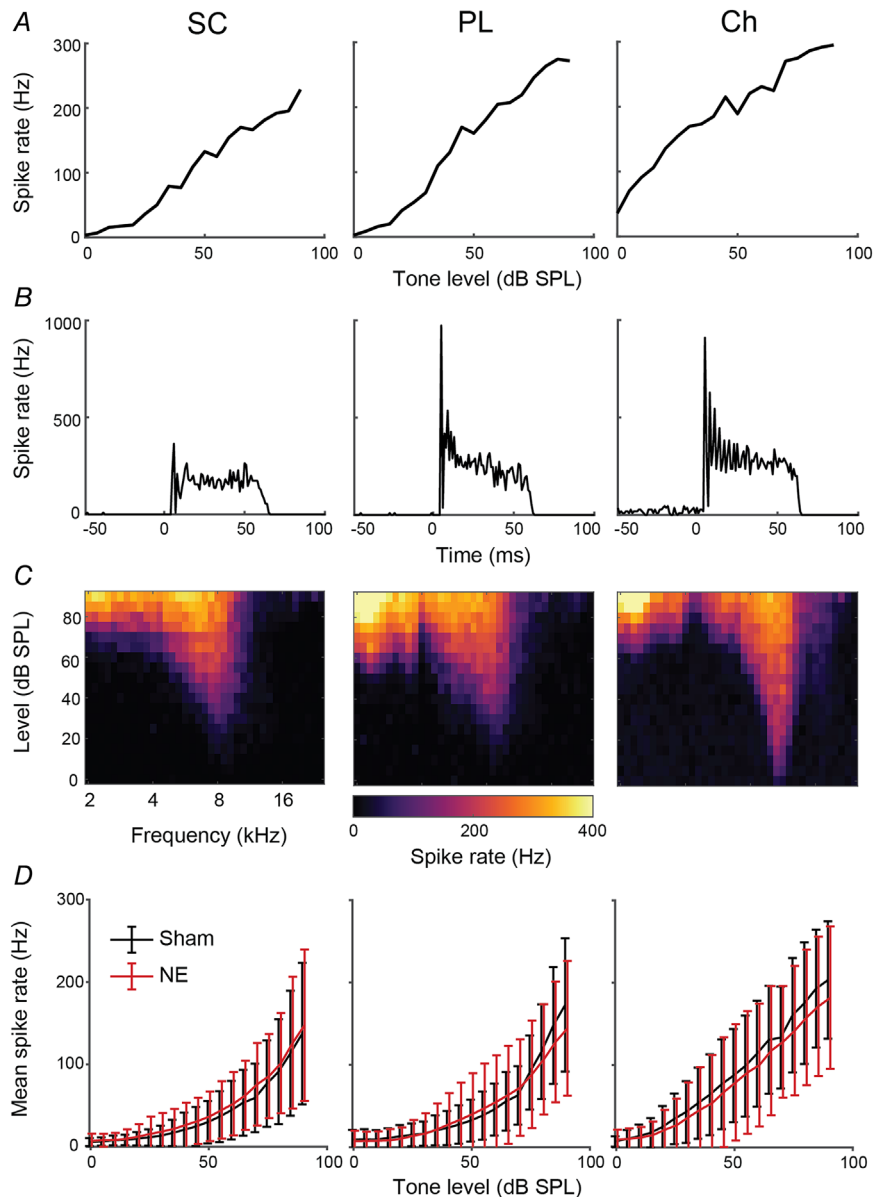 A
SC PL Ch
Spike rate (Hz)
300
200
100
0
0 50 100
0 50 100
0 50 100
Tone level (dB SPL)
B
Spike rate (Hz)
1000
500
0
-50 0 50 100
-50 0 50 100
-50 0 50 100
Time (ms)
C
Level (dB SPL)
80
60
40
20
0
2 4 8 16
Frequency (kHz)
0 200 400
Spike rate (Hz)
D
Mean spike rate (Hz)
300
200
100
0
Sham
NE
0 50 100
0 50 100
0 50 100
Tone level (dB SPL)